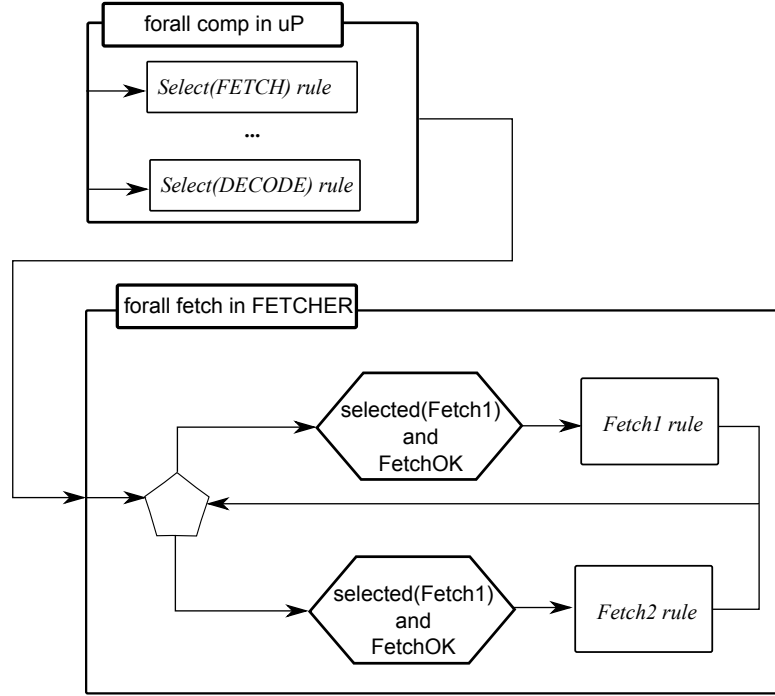 forall comp in uP
Select(FETCH) rule
...
Select(DECODE) rule
forall fetch in FETCHER
selected(Fetch1)
and
FetchOK
Fetch1 rule
selected(Fetch1)
and
FetchOK
Fetch2 rule